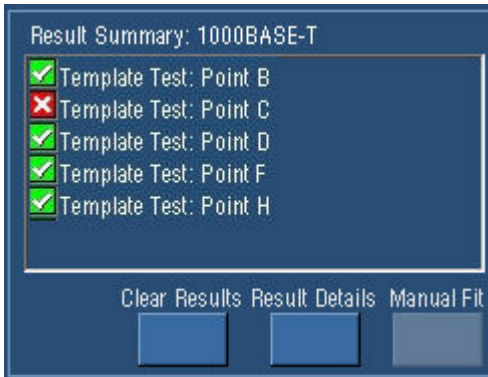 Result Summary: 1000BASE-T
Template Test: Point B
Template Test: Point C
Template Test: Point D
Template Test: Point F
Template Test: Point H
Clear Results Result Details Manual Fit